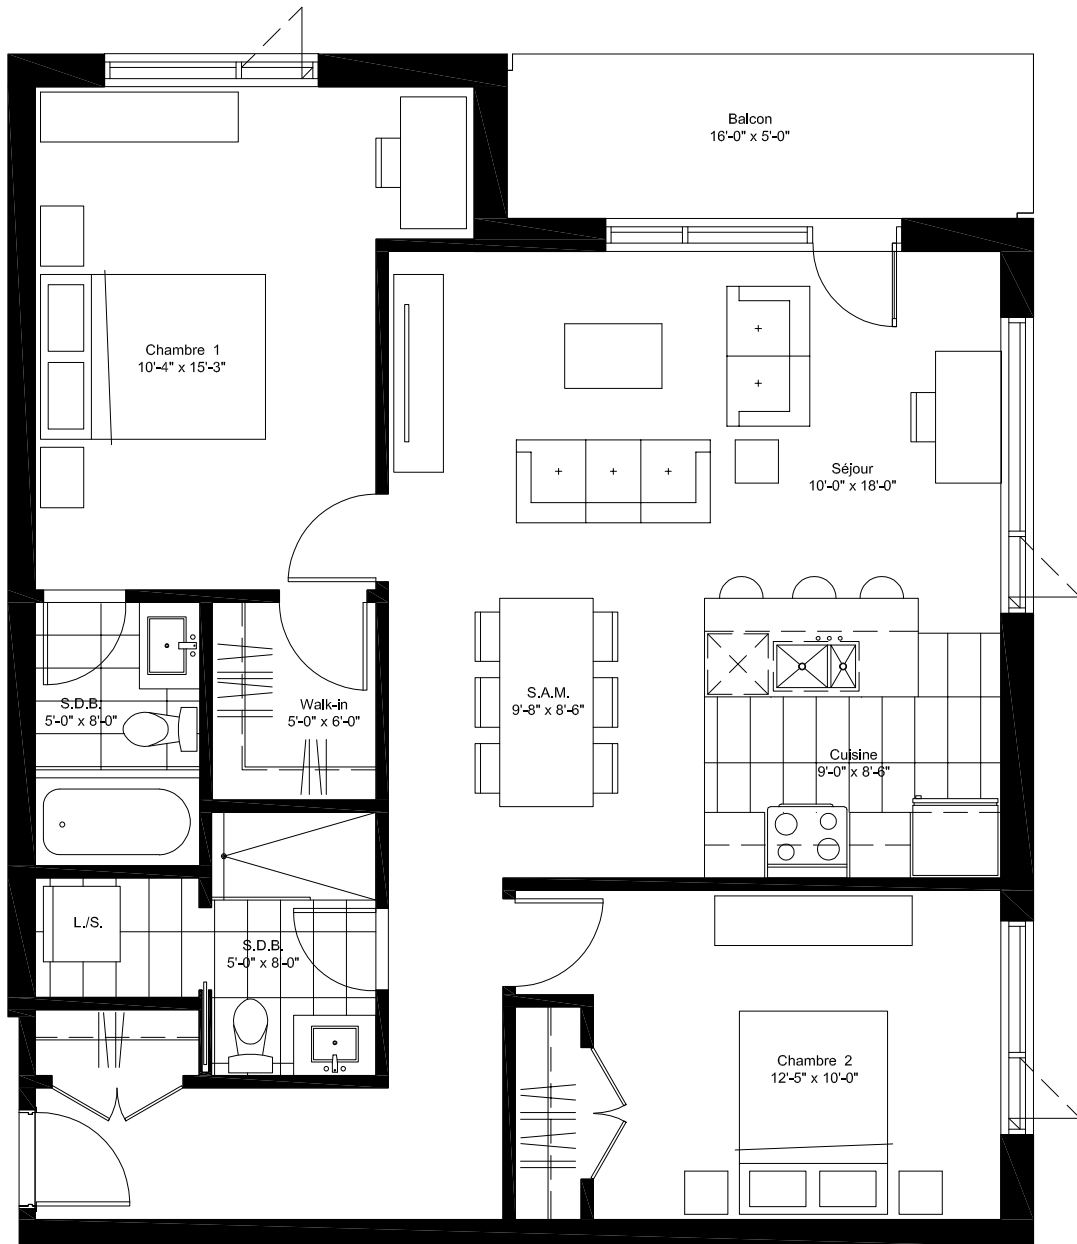 Balcon
16'-0" x 5'-0"
Chambre 1
10'-4" x 15'-3"
Séjour
10'-0" x 18'-0"
S.D.B.
5'-0" x 8'-0"
Walk-in
5'-0" x 6'-0"
S.A.M.
9'-8" x 8'-6"
Cuisine
9'-0" x 8'-6"
L./S.
S.D.B.
5'-0" x 8'-0"
Chambre 2
12'-5" x 10'-0"